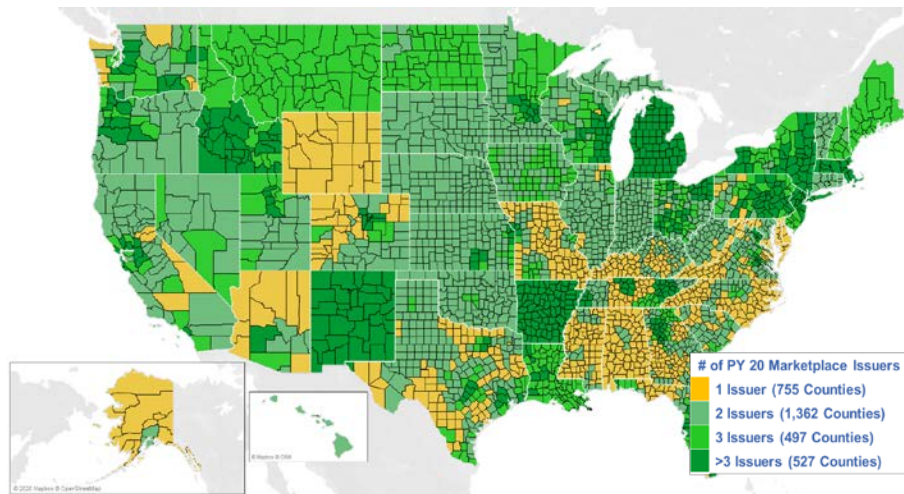 # of PY 20 Marketplace Issuers
1 Issuer (755 Counties)
2 Issuers (1,362 Counties)
3 Issuers (497 Counties)
>3 Issuers (527 Counties)
© Mapbox © OSM
© 2020 Mapbox © OpenStreetMap